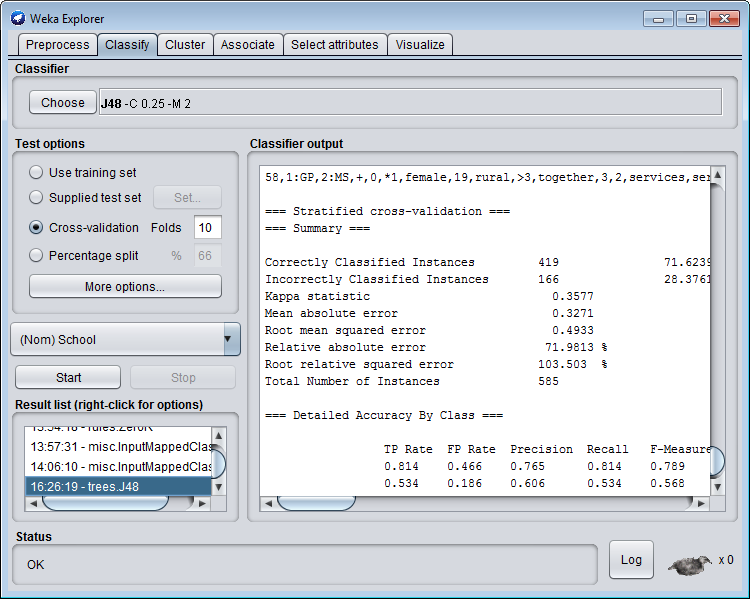 Weka Explorer
Preprocess Classify Cluster Associate Select attributes Visualize
Classifier
Choose J48 -C 0.25 -M 2
Test options
Use training set
Supplied test set Set...
Cross-validation Folds 10
Percentage split % 66
More options...
(Nom) School
Start Stop
Result list (right-click for options)
13:54:18 - rules.ZeroR
13:57:31 - misc.InputMappedClas
14:06:10 - misc.InputMappedClas
16:26:19 - trees.J48
Classifier output
58,1:GP,2:MS,+,0,*1,female,19,rural,>3,together,3,2,services,ser
=== Stratified cross-validation ===
=== Summary ===
Correctly Classified Instances 419 71.6239
Incorrectly Classified Instances 166 28.3761
Kappa statistic 0.3577
Mean absolute error 0.3271
Root mean squared error 0.4933
Relative absolute error 71.9813 %
Root relative squared error 103.503 %
Total Number of Instances 585
=== Detailed Accuracy By Class ===
TP Rate FP Rate Precision Recall F-Measure
0.814 0.466 0.765 0.814 0.789
0.534 0.186 0.606 0.534 0.568
Status
OK
Log x 0